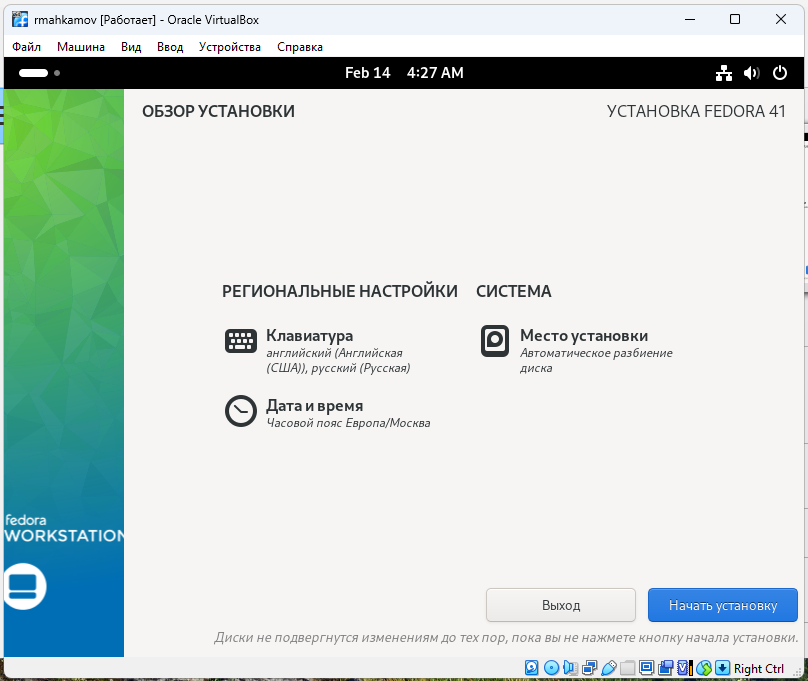 rmahkamov [Работает] - Oracle VirtualBox
Файл Машина Вид Ввод Устройства Справка
Feb 14 4:27 AM
ОБЗОР УСТАНОВКИ
УСТАНОВКА FEDORA 41
РЕГИОНАЛЬНЫЕ НАСТРОЙКИ
Клавиатура
английский (Английская
(США)), русский (Русская)
Дата и время
Часовой пояс Европа/Москва
СИСТЕМА
Место установки
Автоматическое разбиение
диска
fedora
WORKSTATION
Выход
Начать установку
Диски не подвергнутся изменениям до тех пор, пока вы не нажмете кнопку начала установки.
Right Ctrl